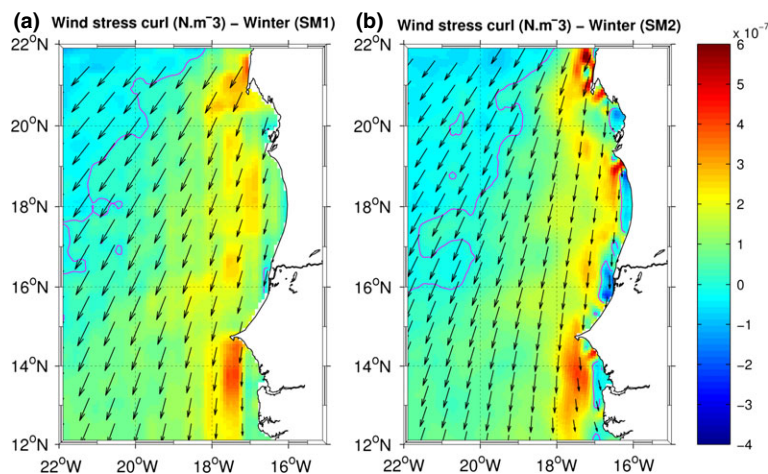 (a) Wind stress curl (N.m⁻3) – Winter (SM1)
(b) Wind stress curl (N.m⁻3) – Winter (SM2)
x 10⁻⁷
22°N
20°N
18°N
16°N
14°N
12°N
22°W 20°W 18°W 16°W
22°N
20°N
18°N
16°N
14°N
12°N
22°W 20°W 18°W 16°W
6
5
4
3
2
1
0
−1
−2
−3
−4